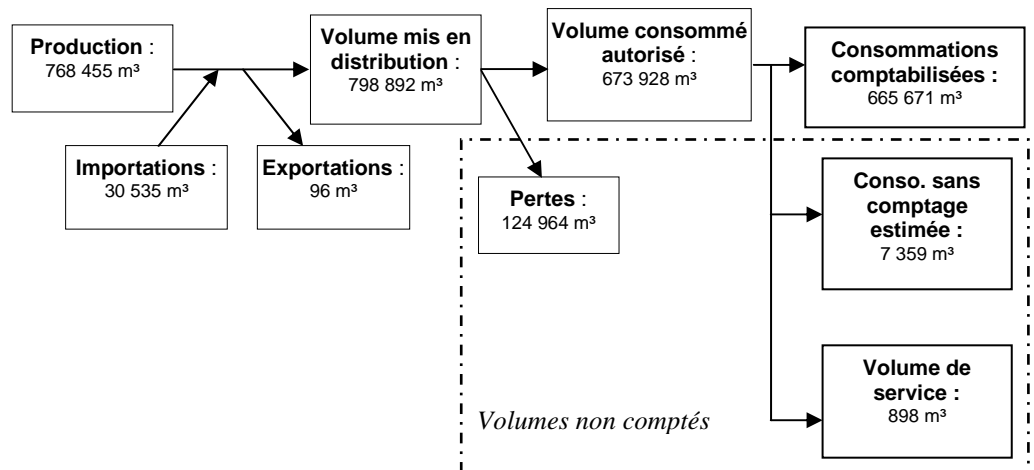 Production :
768 455 m³
Volume mis en
distribution :
798 892 m³
Volume consommé
autorisé :
673 928 m³
Consommations
comptabilisées :
665 671 m³
Importations :
30 535 m³
Exportations :
96 m³
Pertes :
124 964 m³
Conso. sans
comptage
estimée :
7 359 m³
Volume de
service :
898 m³
Volumes non comptés